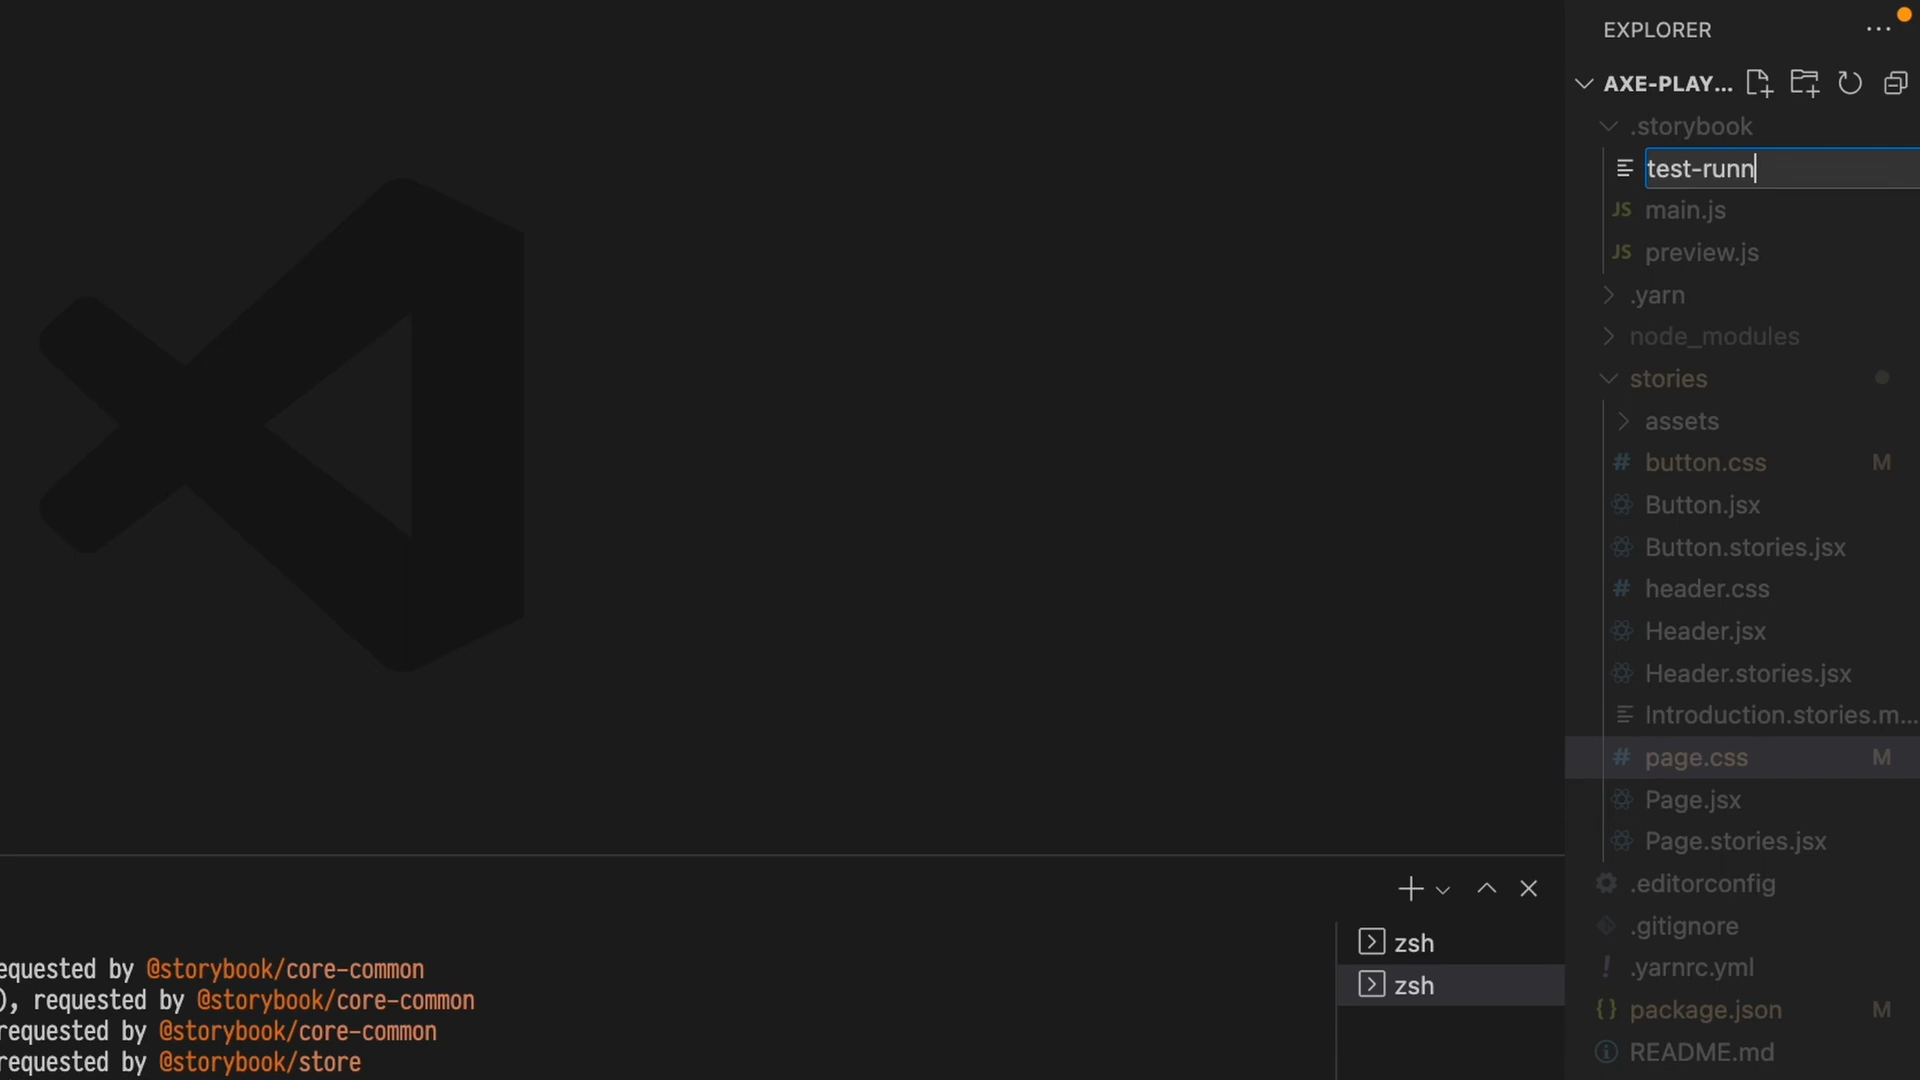 EXPLORER
AXE-PLAY...
.storybook
test-runn
main.js
preview.js
.yarn
node_modules
stories
assets
button.css M
Button.jsx
Button.stories.jsx
header.css
Header.jsx
Header.stories.jsx
Introduction.stories.m...
page.css M
Page.jsx
Page.stories.jsx
.editorconfig
.gitignore
.yarnrc.yml
package.json M
README.md
zsh
zsh
equested by @storybook/core-common
), requested by @storybook/core-common
requested by @storybook/core-common
requested by @storybook/store